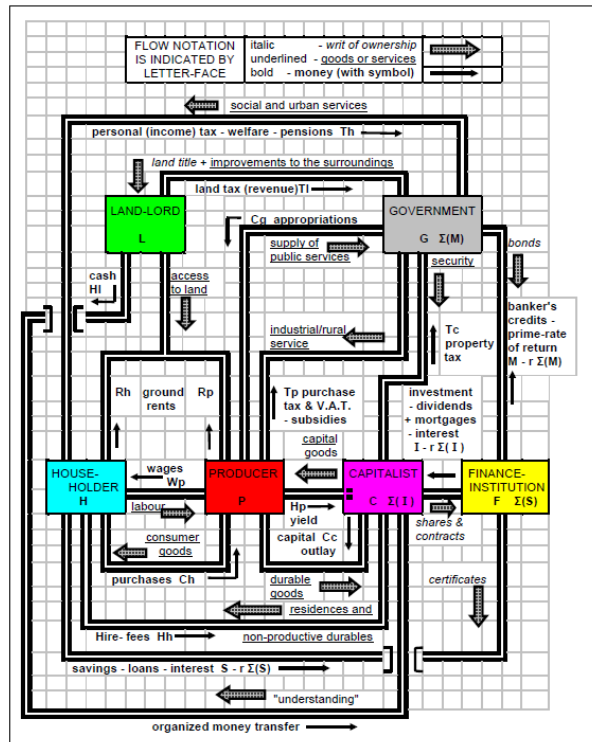 FLOW NOTATION
IS INDICATED BY
LETTER-FACE
italic - writ of ownership
underlined - goods or services
bold - money (with symbol)
social and urban services
personal (income) tax - welfare - pensions Th
land title + improvements to the surroundings
land tax (revenue)Tl
LAND-LORD
L
Cg appropriations
GOVERNMENT
G Σ(M)
supply of
public services
security
bonds
cash
Hl
access
to land
banker's
credits -
prime-rate
of return
M - r Σ(M)
industrial/rural
service
Tc
property
tax
Rh ground Rp
rents
Tp purchase
tax & V.A.T.
- subsidies
investment
- dividends
+ mortgages
- interest
I - r Σ(I)
capital
goods
HOUSE-
HOLDER
H
wages
Wp
PRODUCER
P
CAPITALIST
C Σ(I)
FINANCE-
INSTITUTION
F Σ(S)
labour
Hp
yield
shares &
contracts
consumer
goods
capital Cc
outlay
purchases Ch
durable
goods
certificates
residences and
Hire- fees Hh
non-productive durables
savings - loans - interest S - r Σ(S)
"understanding"
organized money transfer